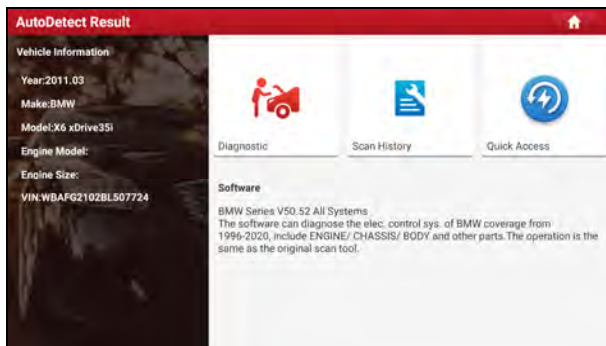 AutoDetect Result
Vehicle Information
Year:2011.03
Make:BMW
Model:X6 xDrive35i
Engine Model:
Engine Size:
VIN:WBAFG2102BL507724
Diagnostic
Scan History
Quick Access
Software
BMW Series V50.52 All Systems
The software can diagnose the elec. control sys. of BMW coverage from
1996-2020, include ENGINE/ CHASSIS/ BODY and other parts.The operation is the
same as the original scan tool.